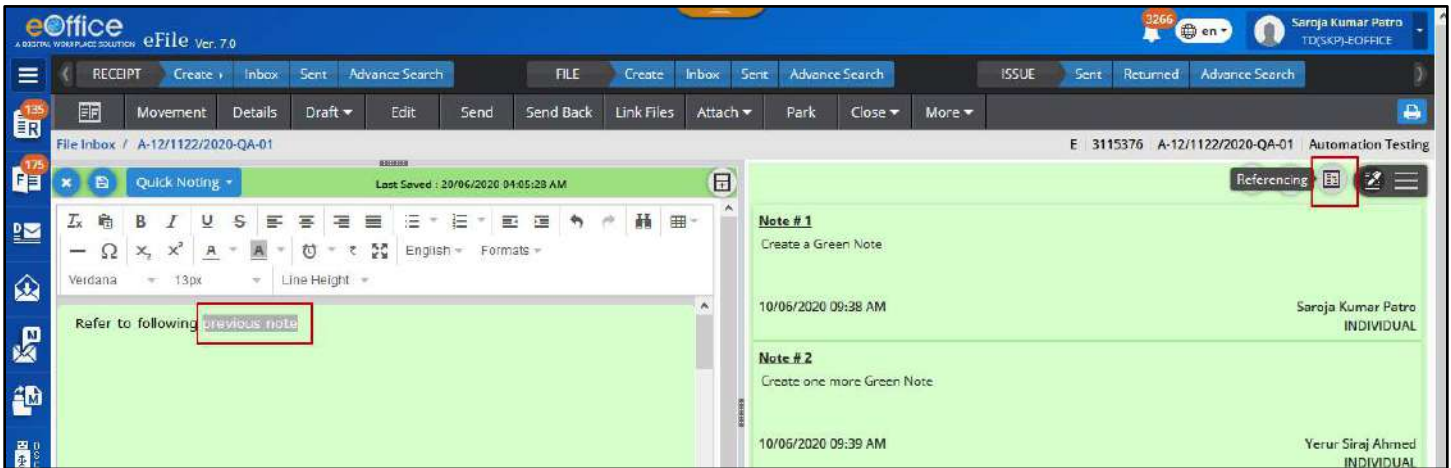 eOffice
A DIGITAL WORKPLACE SOLUTION eFile Ver. 7.0
3266
en
Saroja Kumar Patro
TD(SKP)-EOFFICE
RECEIPT Create Inbox Sent Advance Search FILE Create Inbox Sent Advance Search ISSUE Sent Returned Advance Search
135
R
Movement Details Draft Edit Send Send Back Link Files Attach Park Close More
File Inbox / A-12/1122/2020-QA-01 E 3115376 A-12/1122/2020-QA-01 Automation Testing
175
F
Quick Noting Last Saved : 20/06/2020 04:05:28 AM Referencing
B I U S
Ω X₂ X² A A ₹ English Formats
Verdana 13px Line Height
Refer to following previous note
Note # 1
Create a Green Note
10/06/2020 09:38 AM Saroja Kumar Patro
INDIVIDUAL
Note # 2
Create one more Green Note
10/06/2020 09:39 AM Yerur Siraj Ahmed
INDIVIDUAL
D
N
M
D
S